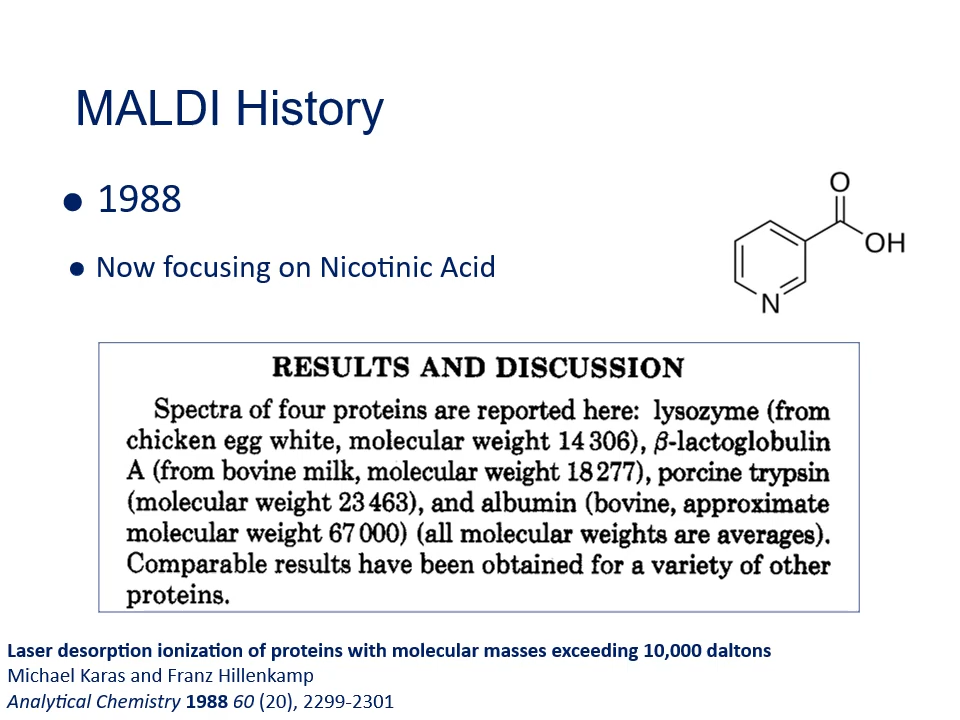 MALDI History
● 1988
● Now focusing on Nicotinic Acid
O
OH
N
RESULTS AND DISCUSSION
Spectra of four proteins are reported here: lysozyme (from
chicken egg white, molecular weight 14 306), β-lactoglobulin
A (from bovine milk, molecular weight 18 277), porcine trypsin
(molecular weight 23 463), and albumin (bovine, approximate
molecular weight 67 000) (all molecular weights are averages).
Comparable results have been obtained for a variety of other
proteins.
Laser desorption ionization of proteins with molecular masses exceeding 10,000 daltons
Michael Karas and Franz Hillenkamp
Analytical Chemistry 1988 60 (20), 2299-2301